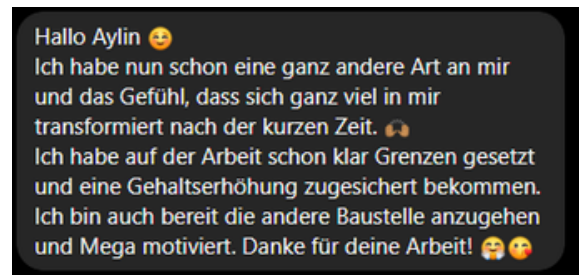 Hallo Aylin 😊
Ich habe nun schon eine ganz andere Art an mir
und das Gefühl, dass sich ganz viel in mir
transformiert nach der kurzen Zeit. 🙏🏽
Ich habe auf der Arbeit schon klar Grenzen gesetzt
und eine Gehaltserhöhung zugesichert bekommen.
Ich bin auch bereit die andere Baustelle anzugehen
und Mega motiviert. Danke für deine Arbeit! 🤗😘